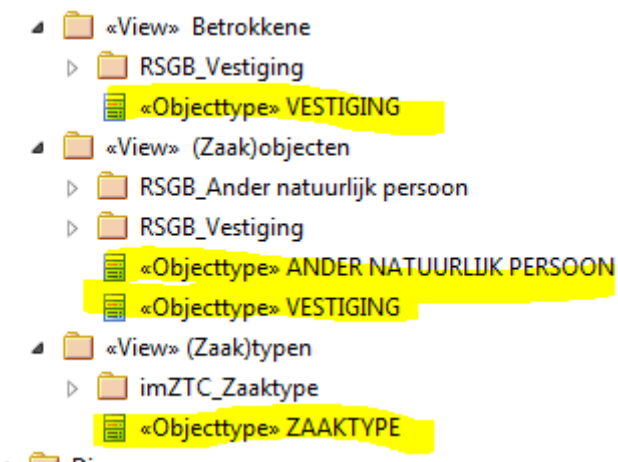 «View» Betrokkene
RSGB_Vestiging
«Objecttype» VESTIGING
«View» (Zaak)objecten
RSGB_Ander natuurlijk persoon
RSGB_Vestiging
«Objecttype» ANDER NATUURLIJK PERSOON
«Objecttype» VESTIGING
«View» (Zaak)typen
imZTC_Zaaktype
«Objecttype» ZAAKTYPE